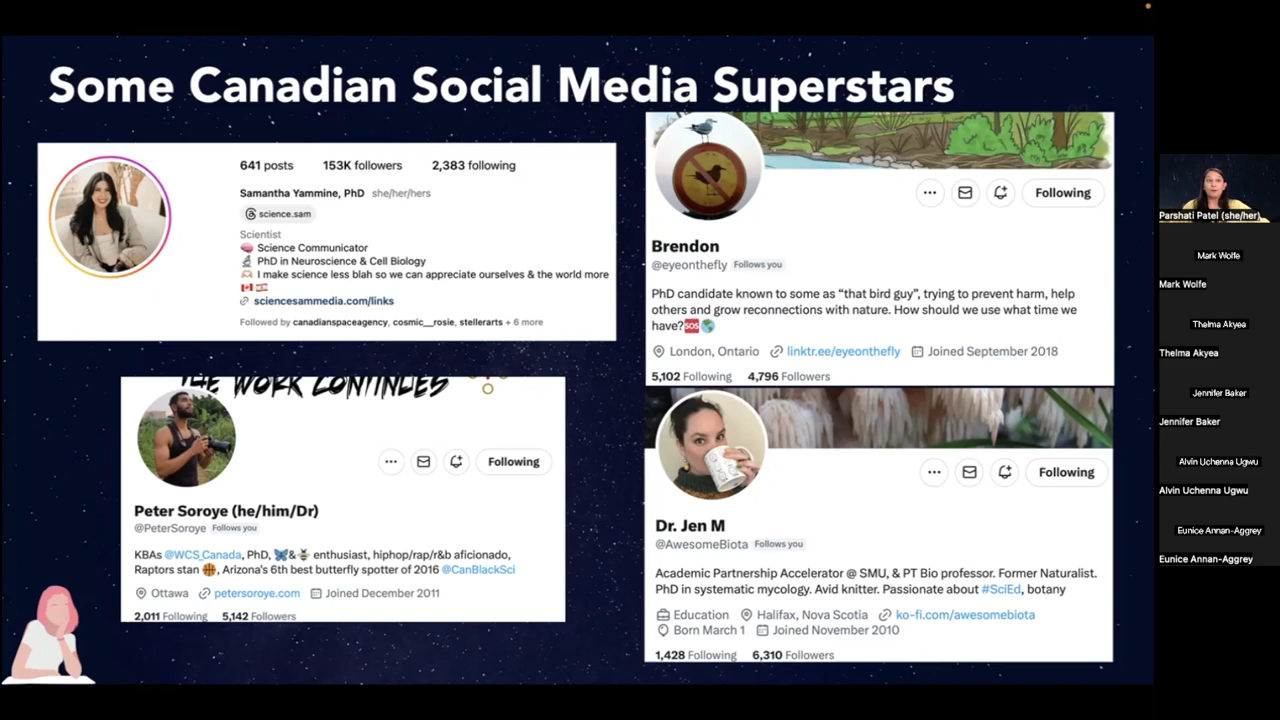 Some Canadian Social Media Superstars
641 posts 153K followers 2,383 following
Samantha Yammine, PhD she/her/hers
science.sam
Scientist
🧠 Science Communicator
🔬 PhD in Neuroscience & Cell Biology
🫶🏼 I make science less blah so we can appreciate ourselves & the world more
🇨🇦 🇱🇧
sciencesammedia.com/links
Followed by canadianspaceagency, cosmic__rosie, stellerarts + 6 more
Following
Brendon
@eyeonthefly Follows you
PhD candidate known to some as “that bird guy”, trying to prevent harm, help
others and grow reconnections with nature. How should we use what time we
have?🆘🌎
London, Ontario linktr.ee/eyeonthefly Joined September 2018
5,102 Following 4,796 Followers
THE WORK CONTINUES
Following
Peter Soroye (he/him/Dr)
@PeterSoroye Follows you
KBAs @WCS_Canada, PhD, 🦋&🐝 enthusiast, hiphop/rap/r&b aficionado,
Raptors stan 🏀, Arizona's 6th best butterfly spotter of 2016 @CanBlackSci
Ottawa petersoroye.com Joined December 2011
2,011 Following 5,142 Followers
Following
Dr. Jen M
@AwesomeBiota Follows you
Academic Partnership Accelerator @ SMU, & PT Bio professor. Former Naturalist.
PhD in systematic mycology. Avid knitter. Passionate about #SciEd, botany
Education Halifax, Nova Scotia ko-fi.com/awesomebiota
Born March 1 Joined November 2010
1,428 Following 6,310 Followers
Parshati Patel (she/her)
Mark Wolfe
Mark Wolfe
Thelma Akyea
Thelma Akyea
Jennifer Baker
Jennifer Baker
Alvin Uchenna Ugwu
Alvin Uchenna Ugwu
Eunice Annan-Aggrey
Eunice Annan-Aggrey